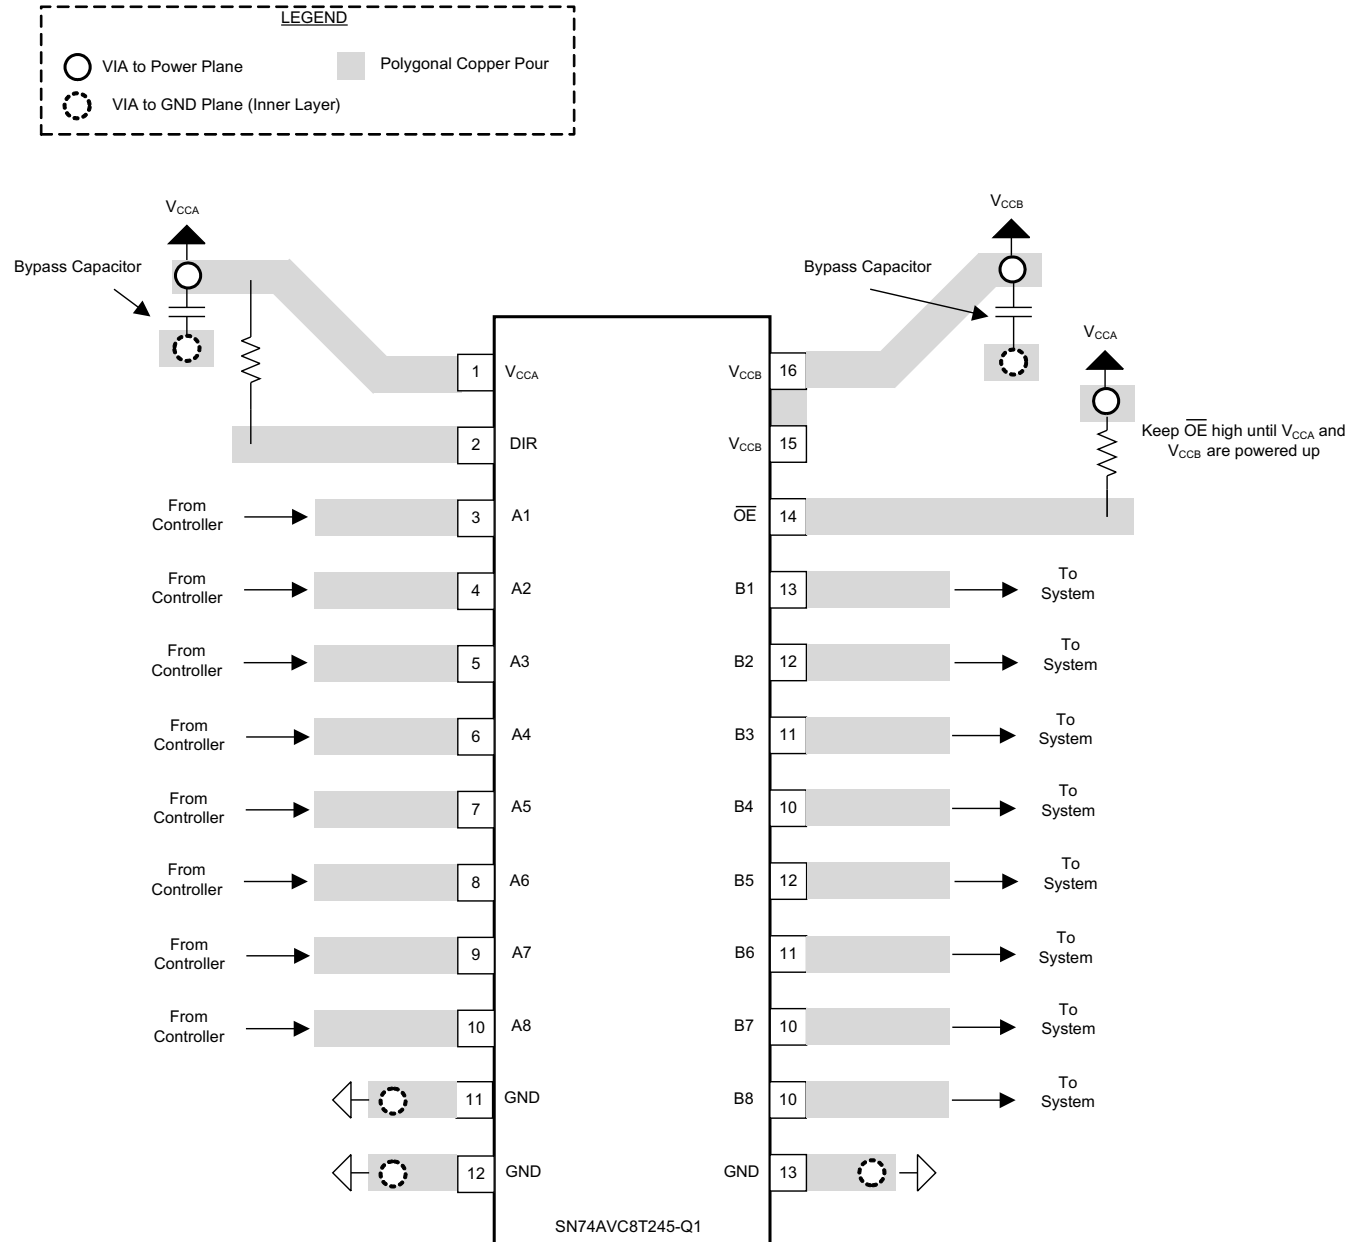 LEGEND
VIA to Power Plane
Polygonal Copper Pour
VIA to GND Plane (Inner Layer)
VCCA
VCCB
Bypass Capacitor
Bypass Capacitor
VCCA
1 VCCA
VCCB 16
Keep OE high until VCCA and
VCCB are powered up
2 DIR
VCCB 15
From
Controller
3 A1
OE 14
From
Controller
4 A2
B1 13
To
System
From
Controller
5 A3
B2 12
To
System
From
Controller
6 A4
B3 11
To
System
From
Controller
7 A5
B4 10
To
System
From
Controller
8 A6
B5 12
To
System
From
Controller
9 A7
B6 11
To
System
From
Controller
10 A8
B7 10
To
System
11 GND
B8 10
To
System
12 GND
GND 13
SN74AVC8T245-Q1